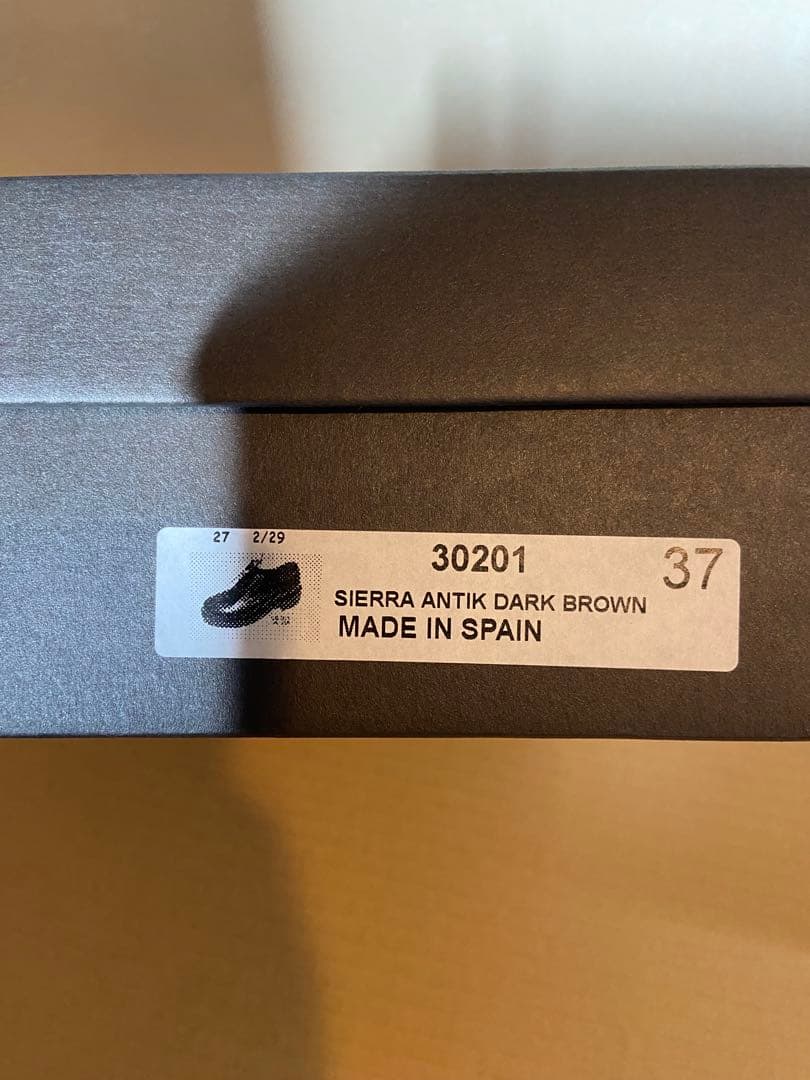 27 2/29
30201
37
SIERRA ANTIK DARK BROWN
MADE IN SPAIN